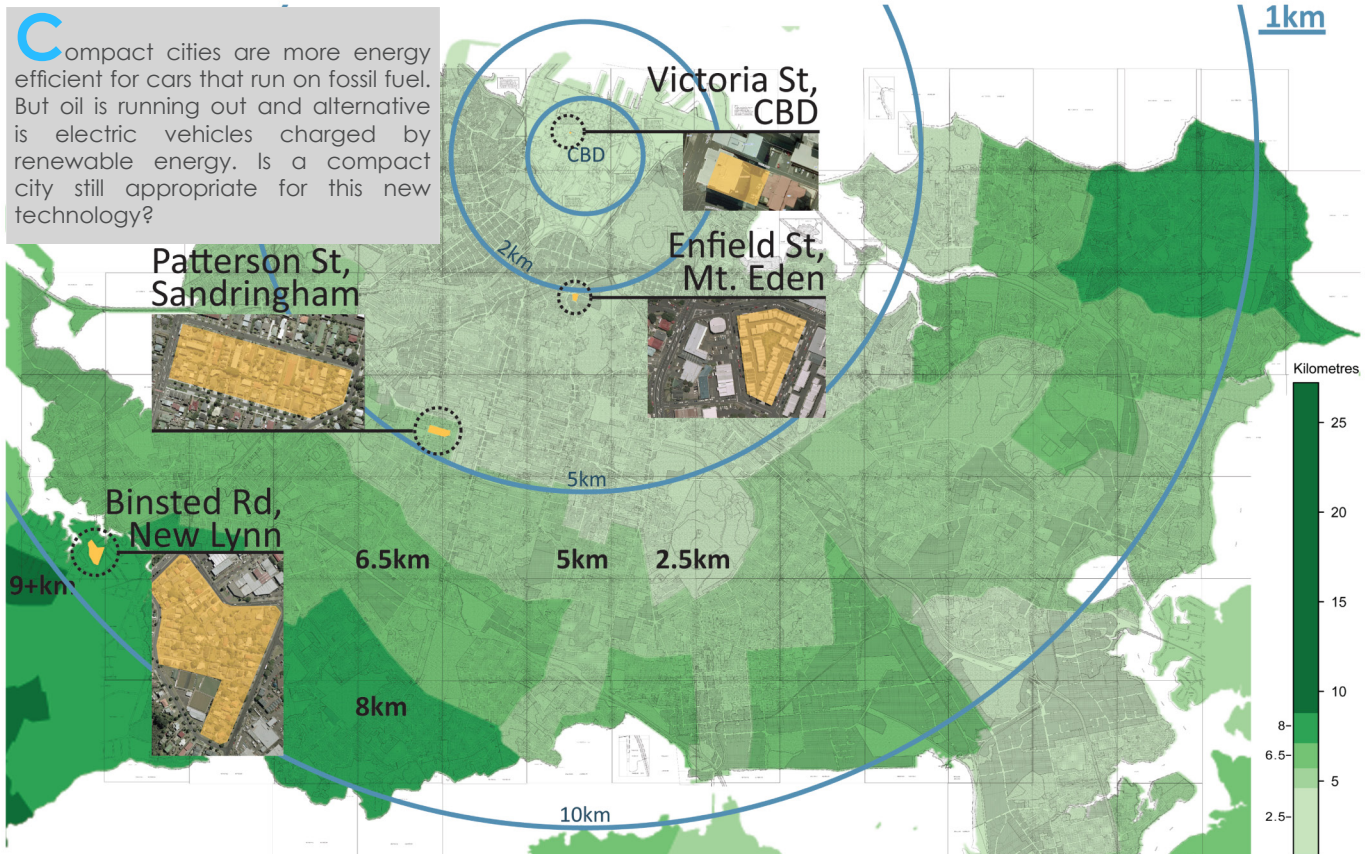 Compact cities are more energy
efficient for cars that run on fossil fuel.
But oil is running out and alternative
is electric vehicles charged by
renewable energy. Is a compact
city still appropriate for this new
technology?
1km
Victoria St,
CBD
CBD
2km
Enfield St,
Mt. Eden
Patterson St,
Sandringham
5km
Binsted Rd,
New Lynn
6.5km
5km
2.5km
9+km
8km
10km
Kilometres
25
20
15
10
8-
6.5-
5
2.5-